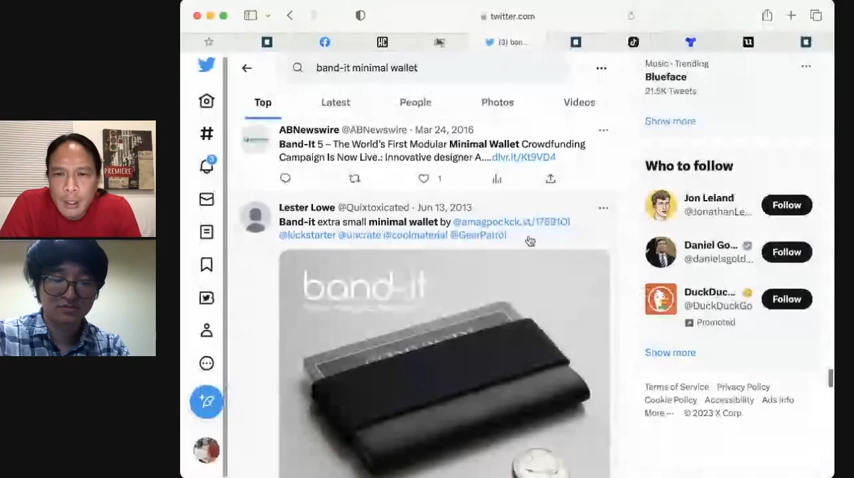 twitter.com
(3) ban...
band-it minimal wallet
Top
Latest
People
Photos
Videos
ABNewswire @ABNewswire - Mar 24, 2016
Band-It 5 – The World's First Modular Minimal Wallet Crowdfunding
Campaign Is Now Live.: Innovative designer A....dlvr.it/Kt9VD4
1
Lester Lowe @Quixtoxicated - Jun 13, 2013
Band-it extra small minimal wallet by
@kickstarter @uncrate @coolmaterial @GearPatrol
band-it
Music · Trending
Blueface
21.5K Tweets
Show more
Who to follow
Jon Leland
@JonathanLe...
Follow
Daniel Go...
@danielsgold...
Follow
DuckDuc...
@DuckDuckGo
Promoted
Follow
Show more
Terms of Service Privacy Policy
Cookie Policy Accessibility Ads info
More ··· © 2023 X Corp.
PREMIERE